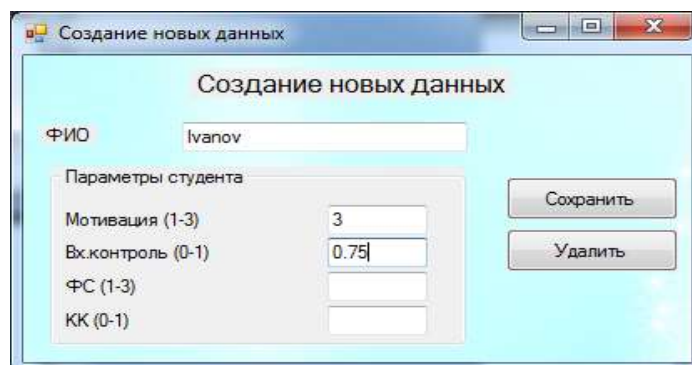 Создание новых данных
Создание новых данных
ФИО Ivanov
Параметры студента
Мотивация (1-3) 3
Вх.контроль (0-1) 0.75
ФС (1-3)
КК (0-1)
Сохранить
Удалить